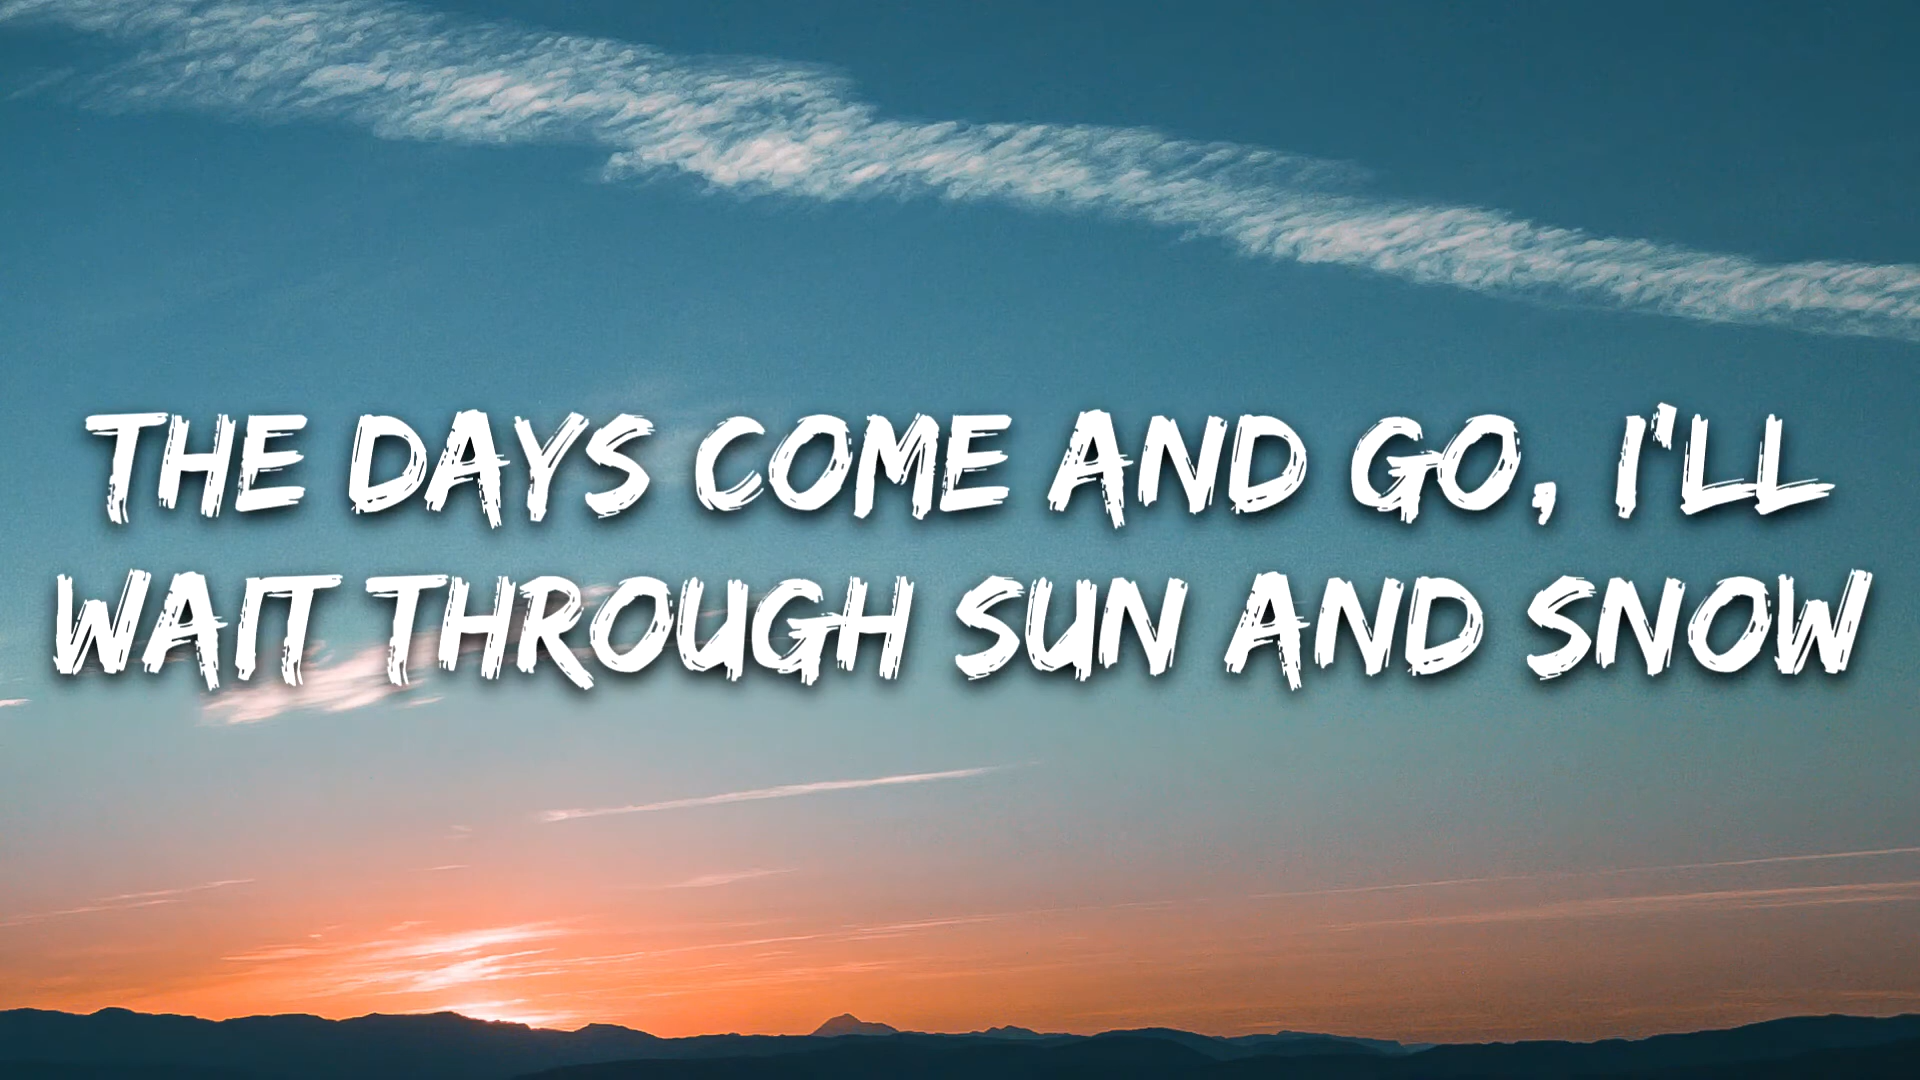 THE DAYS COME AND GO, I'LL
WAIT THROUGH SUN AND SNOW